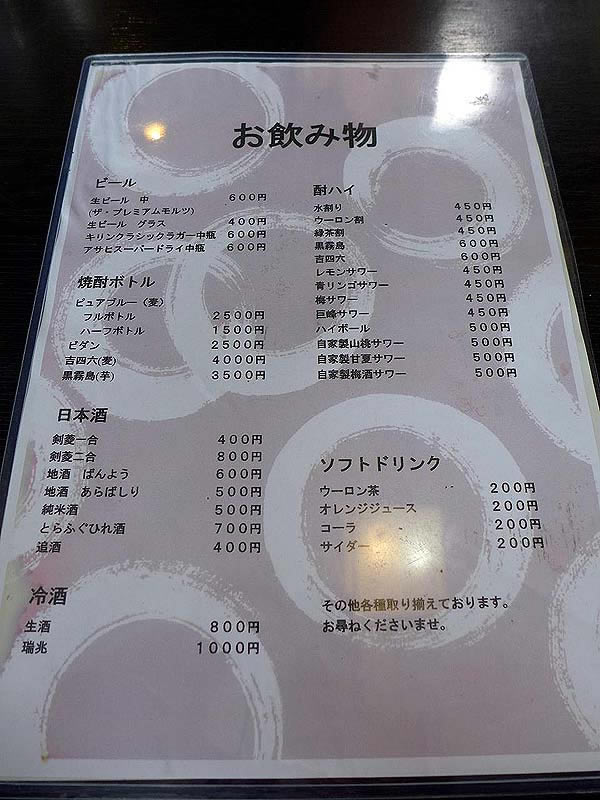 お飲み物
ビール
生ビール 中 600円
(ザ・プレミアムモルツ)
生ビール グラス 400円
キリンクラシックラガー中瓶 600円
アサヒスーパードライ中瓶 600円
焼酎ボトル
ピュアブルー(麦)
フルボトル 2500円
ハーフボトル 1500円
ビダン 2500円
吉四六(麦) 4000円
黒霧島(芋) 3500円
日本酒
剣菱一合 400円
剣菱二合 800円
地酒 ばんよう 600円
地酒 あらばしり 500円
純米酒 500円
とらふぐひれ酒 700円
追酒 400円
冷酒
生酒 800円
瑞兆 1000円
酎ハイ
水割り 450円
ウーロン割 450円
緑茶割 450円
黒霧島 600円
吉四六 600円
レモンサワー 450円
青リンゴサワー 450円
梅サワー 450円
巨峰サワー 450円
ハイボール 500円
自家製山桃サワー 500円
自家製甘夏サワー 500円
自家製梅酒サワー 500円
ソフトドリンク
ウーロン茶 200円
オレンジジュース 200円
コーラ 200円
サイダー 200円
その他各種取り揃えております。
お尋ねくださいませ。